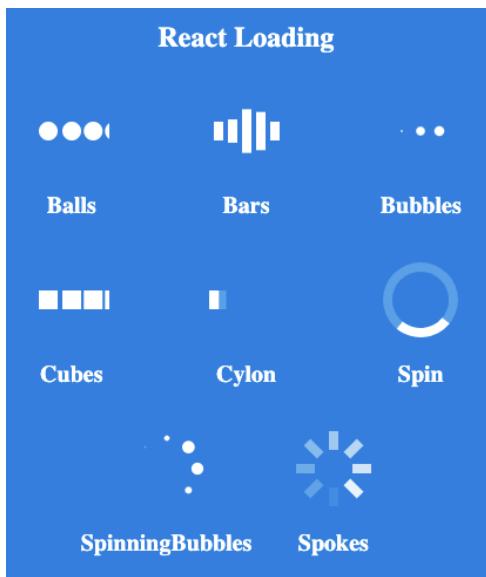 React Loading
Balls Bars Bubbles
Cubes Cylon Spin
SpinningBubbles Spokes